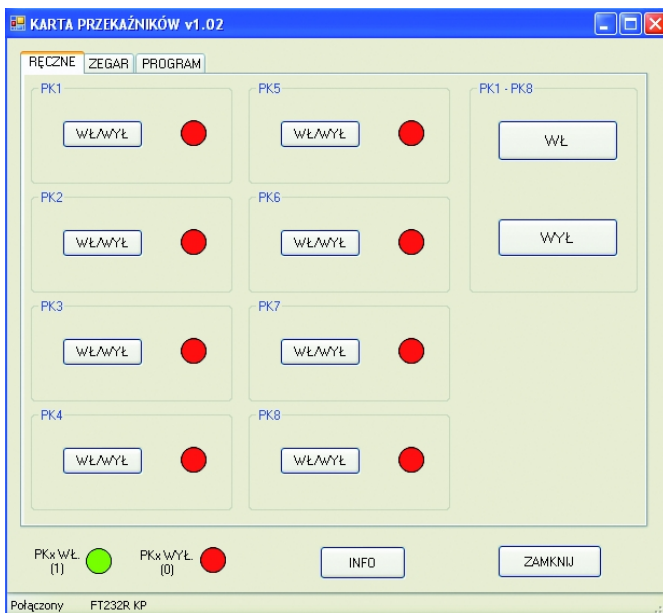 KARTA PRZEKAŹNIKÓW v1.02
RĘCZNE ZEGAR PROGRAM
PK1 PK5 PK1 - PK8
WŁ/WYŁ WŁ/WYŁ WŁ
PK2 PK6
WŁ/WYŁ WŁ/WYŁ WYŁ
PK3 PK7
WŁ/WYŁ WŁ/WYŁ
PK4 PK8
WŁ/WYŁ WŁ/WYŁ
PKx WŁ. PKx WYŁ.
(1) (0) INFO ZAMKNIJ
Połączony FT232R KP